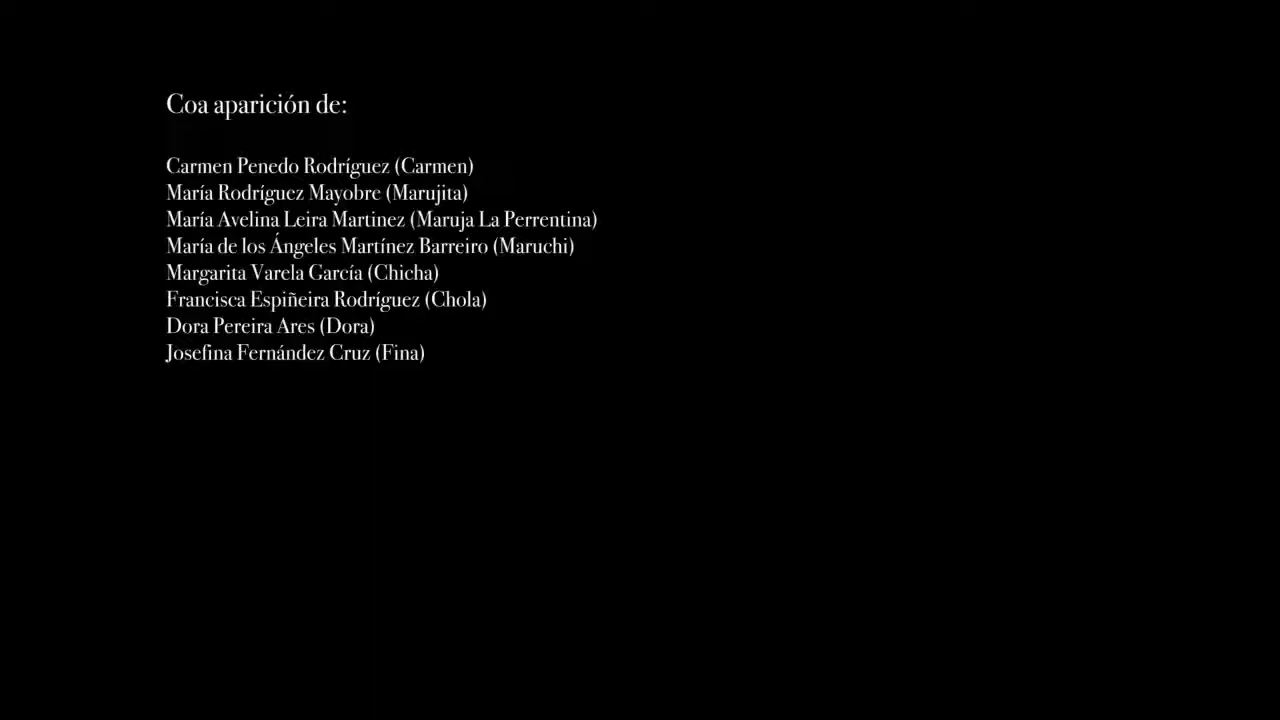 Coa aparición de:
Carmen Penedo Rodríguez (Carmen)
María Rodríguez Mayobre (Marujita)
María Avelina Leira Martinez (Maruja La Perrentina)
María de los Ángeles Martínez Barreiro (Maruchi)
Margarita Varela García (Chicha)
Francisca Espiñeira Rodríguez (Chola)
Dora Pereira Ares (Dora)
Josefina Fernández Cruz (Fina)